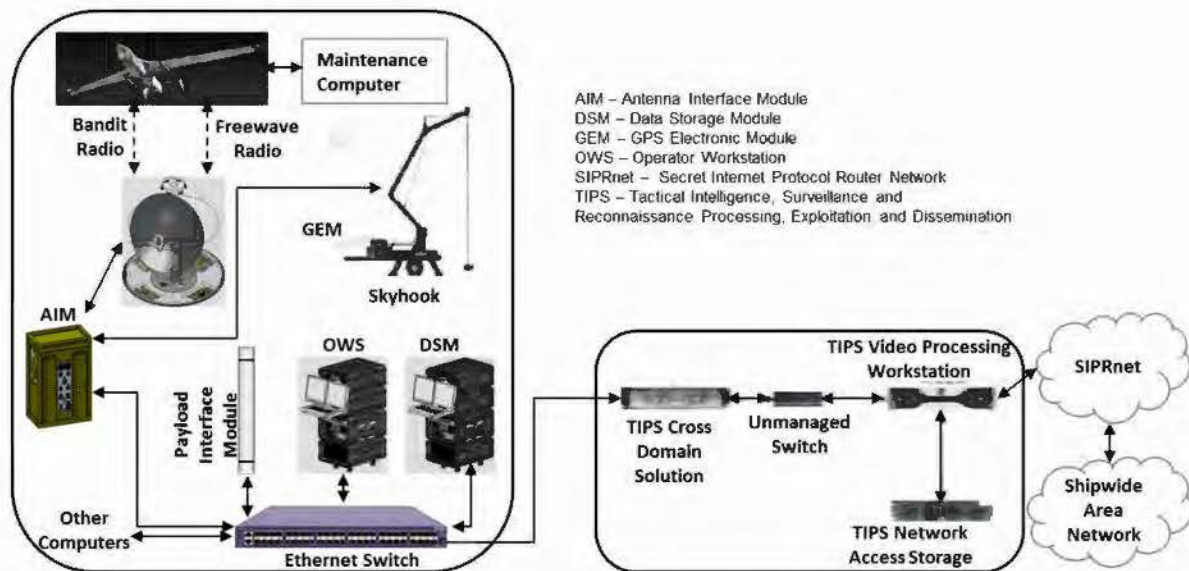 Maintenance
Computer
Bandit
Radio
Freewave
Radio
GEM
Skyhook
AIM
OWS
DSM
Payload
Interface
Module
Other
Computers
Ethernet Switch
AIM – Antenna Interface Module
DSM – Data Storage Module
GEM – GPS Electronic Module
OWS – Operator Workstation
SIPRnet – Secret Internet Protocol Router Network
TIPS – Tactical Intelligence, Surveillance and
Reconnaissance Processing, Exploitation and Dissemination
TIPS Video Processing
Workstation
TIPS Cross
Domain
Solution
Unmanaged
Switch
TIPS Network
Access Storage
SIPRnet
Shipwide
Area
Network